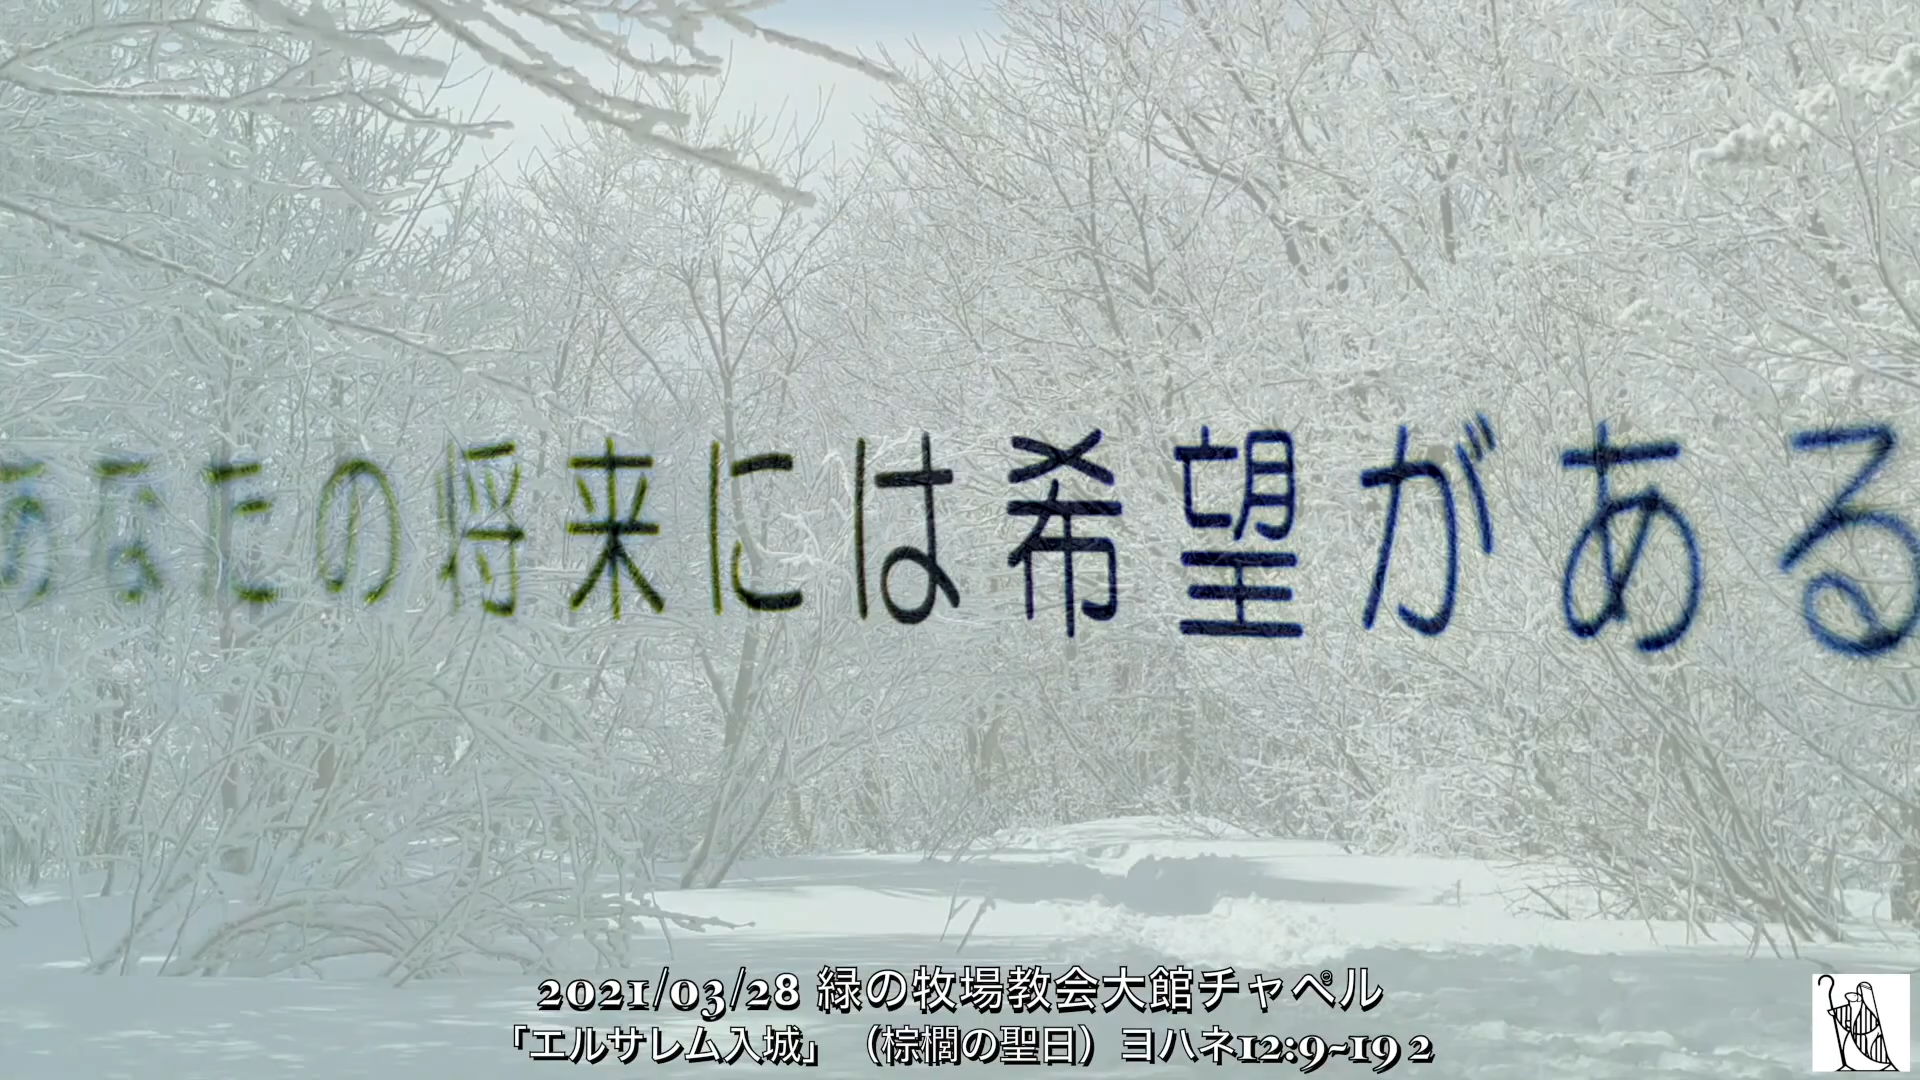 あなたの将来には希望がある
2021/03/28 緑の牧場教会大館チャペル
「エルサレム入城」（棕櫚の聖日）ヨハネ12:9~19 2